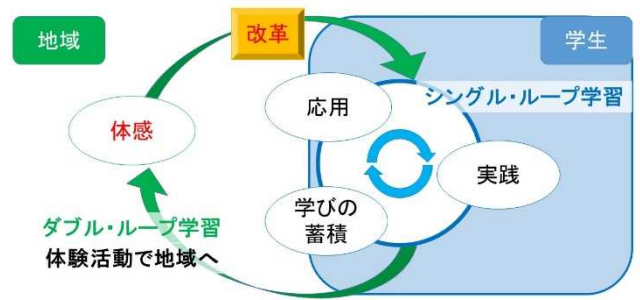 地域
改革
学生
シングル・ループ学習
応用
体感
実践
学びの
蓄積
ダブル・ループ学習
体験活動で地域へ